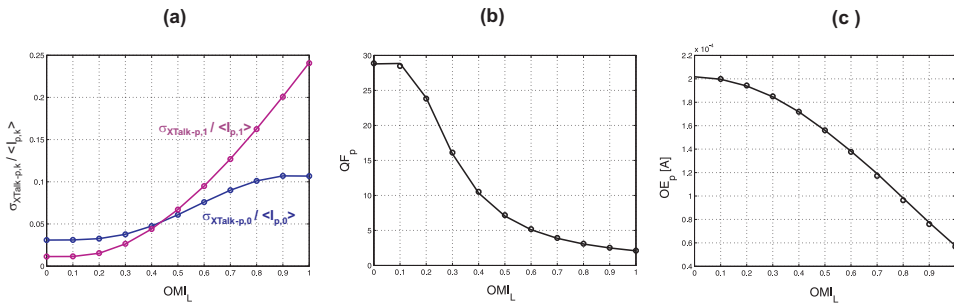 (a)
(b)
(c)
σXTalk-p,k / <Ip,k>
0.25
0.2
0.15
0.1
0.05
0
σXTalk-p,1 / <Ip,1>
σXTalk-p,0 / <Ip,0>
0 0.1 0.2 0.3 0.4 0.5 0.6 0.7 0.8 0.9 1
OMIL
QFp
30
25
20
15
10
5
0
0 0.1 0.2 0.3 0.4 0.5 0.6 0.7 0.8 0.9 1
OMIL
OEp [A]
2.2
2
1.8
1.6
1.4
1.2
1
0.8
0.6
0.4
0 0.1 0.2 0.3 0.4 0.5 0.6 0.7 0.8 0.9
OMIL